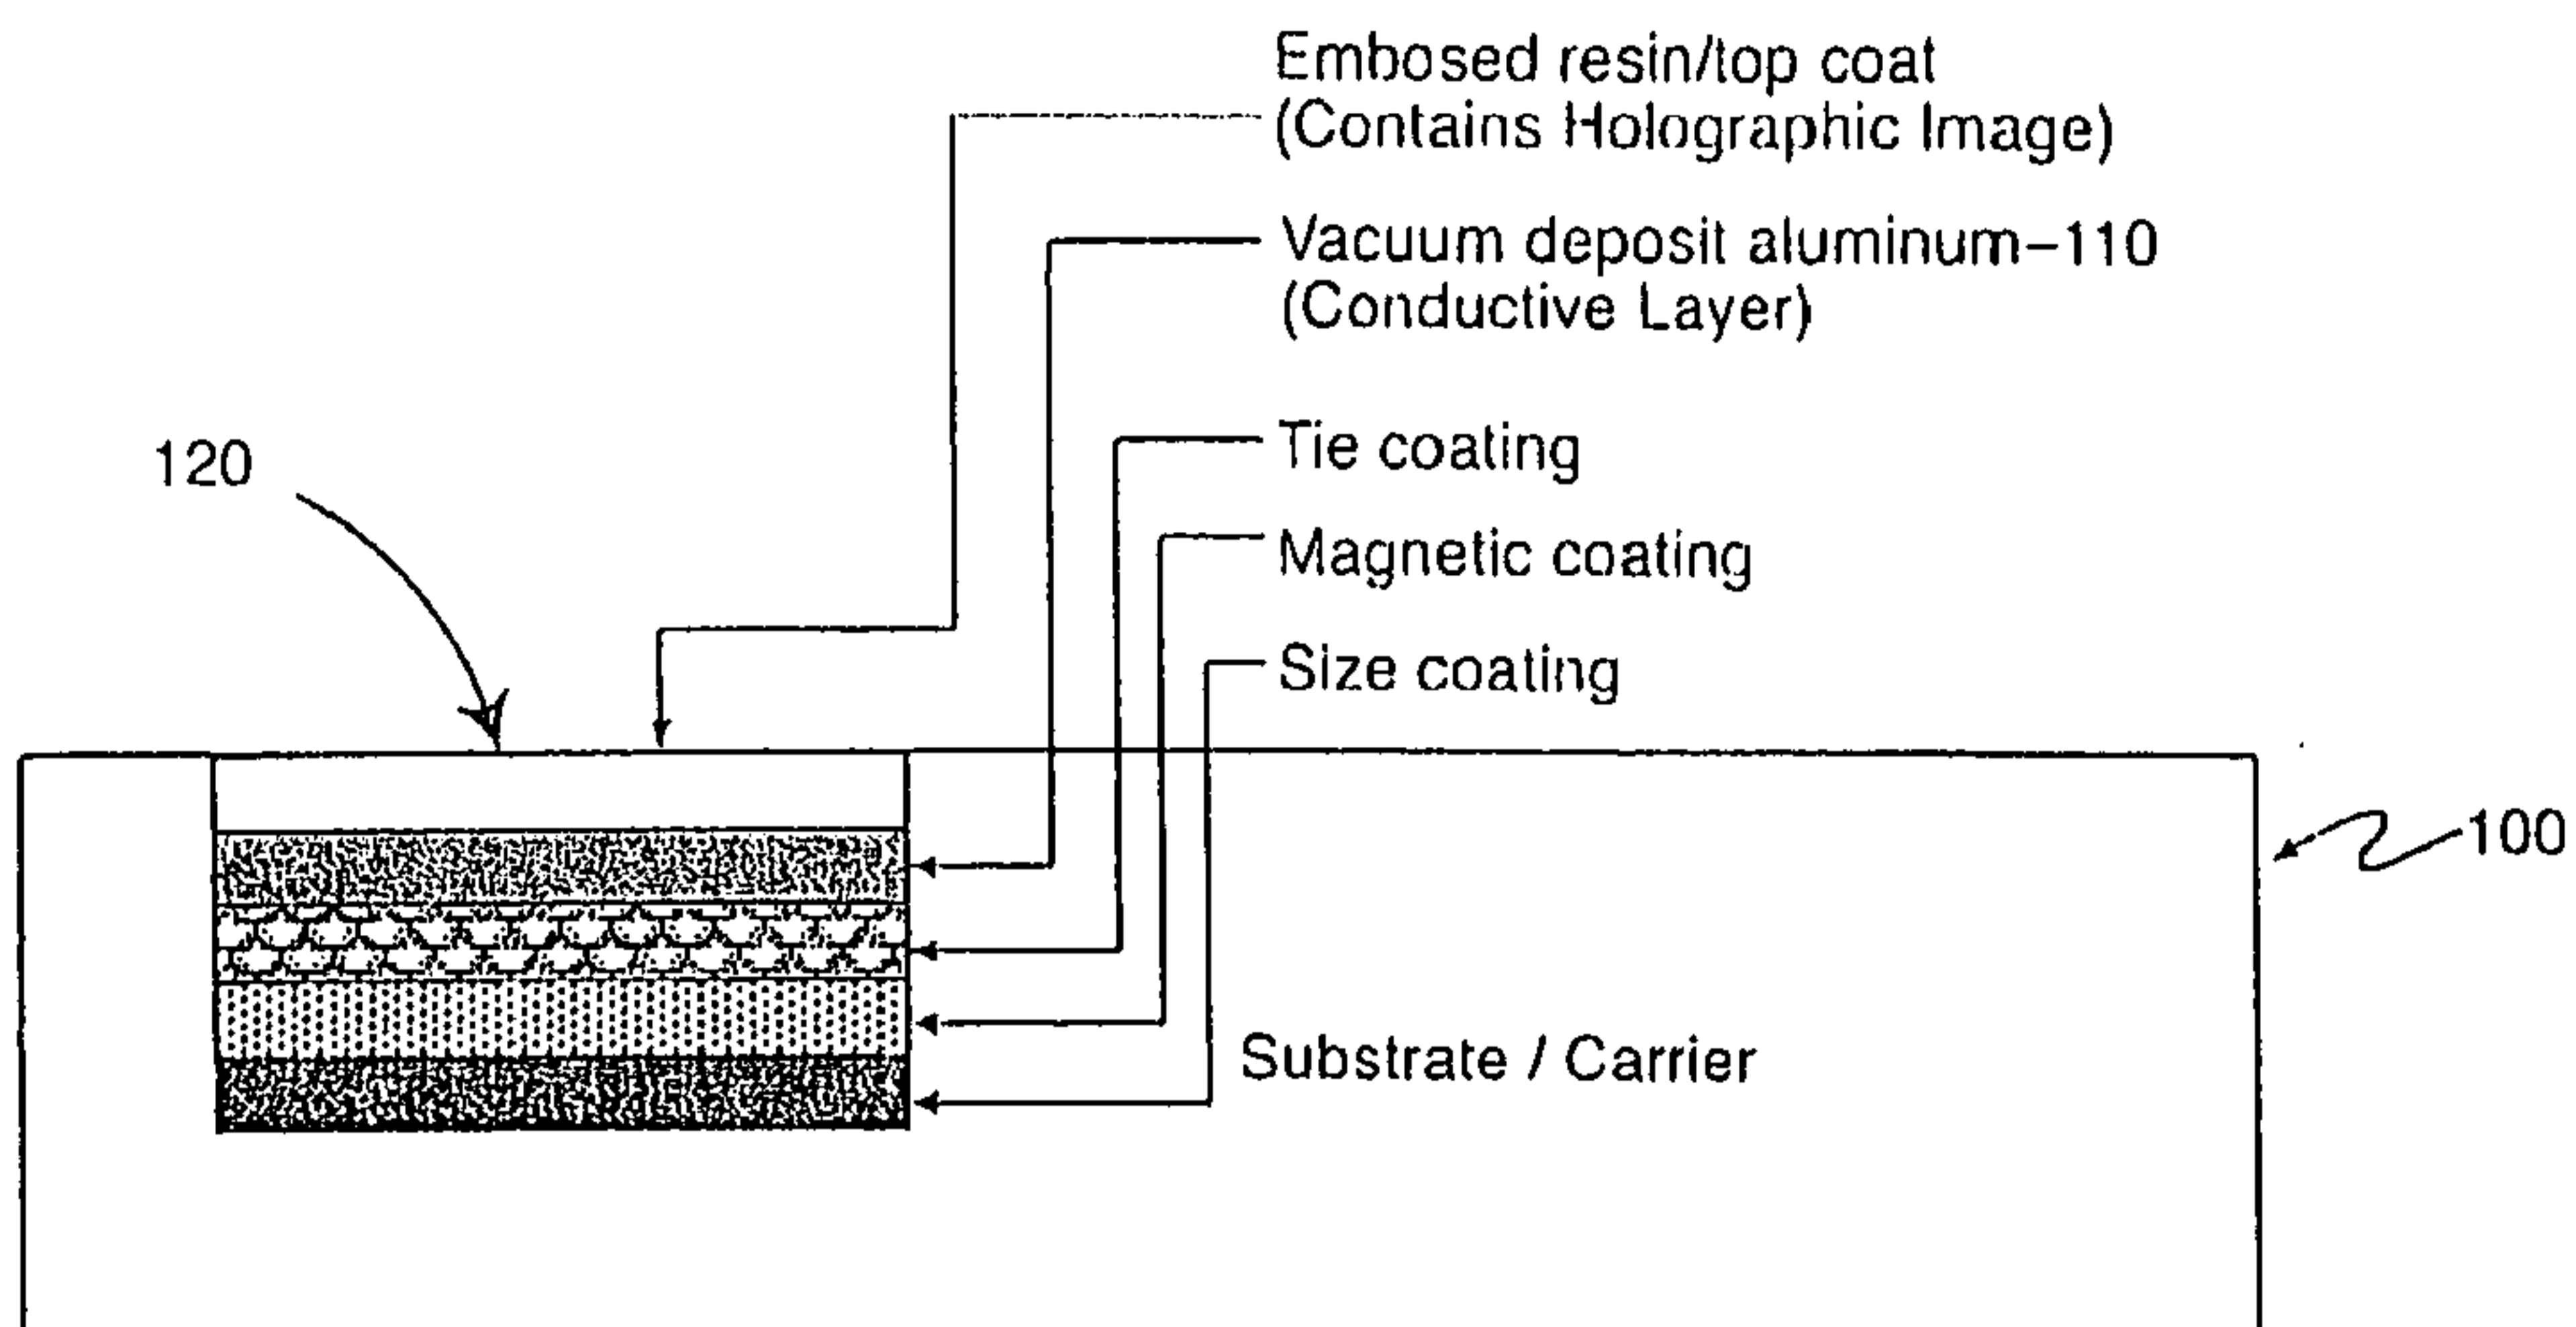 Embosed resin/top coat
(Contains Holographic Image)
Vacuum deposit aluminum–110
(Conductive Layer)
120
Tie coating
Magnetic coating
Size coating
100
Substrate / Carrier